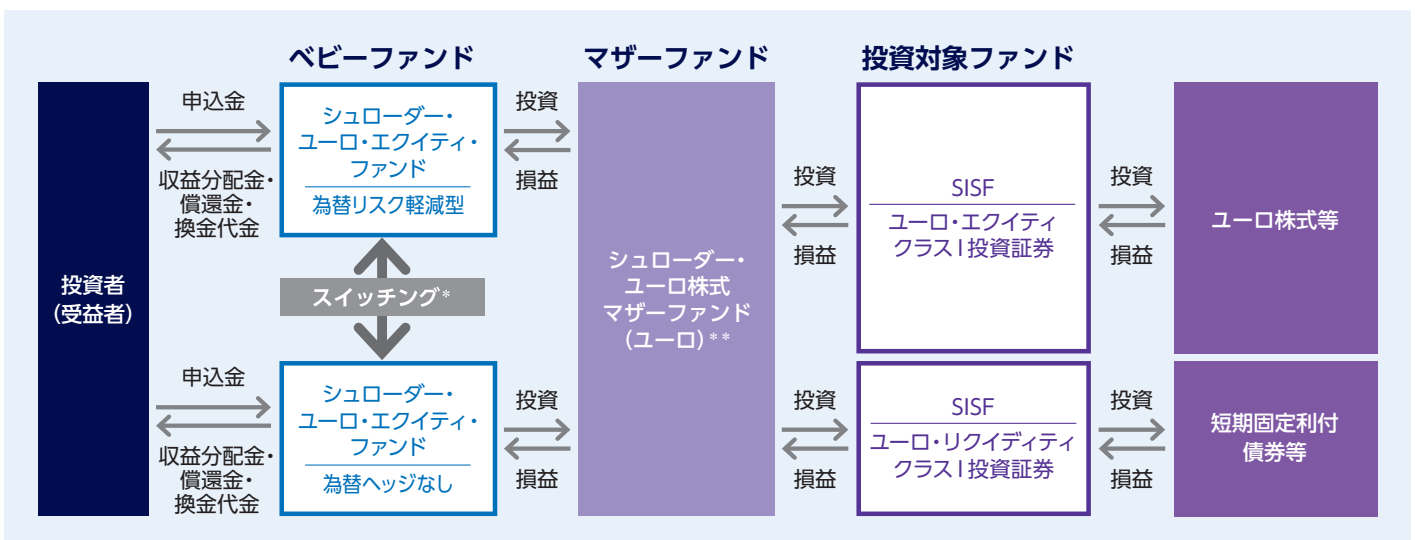 ベビーファンド
マザーファンド
投資対象ファンド
投資者
(受益者)
申込金
収益分配金・
償還金・
換金代金
シュローダー・
ユーロ・エクイティ・
ファンド
為替リスク軽減型
投資
損益
スイッチング*
申込金
収益分配金・
償還金・
換金代金
シュローダー・
ユーロ・エクイティ・
ファンド
為替ヘッジなし
投資
損益
シュローダー・
ユーロ株式
マザーファンド
(ユーロ)**
投資
損益
SISF
ユーロ・エクイティ
クラスI投資証券
投資
損益
ユーロ株式等
投資
損益
SISF
ユーロ・リクイディティ
クラスI投資証券
投資
損益
短期固定利付
債券等